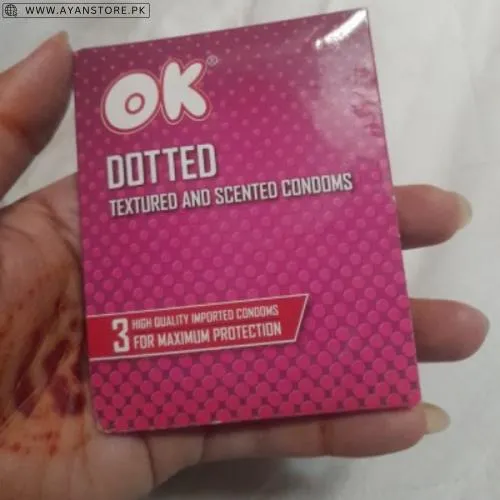 WWW.AYANSTORE.PK
OK®
DOTTED
TEXTURED AND SCENTED CONDOMS
3 HIGH QUALITY IMPORTED CONDOMS
FOR MAXIMUM PROTECTION